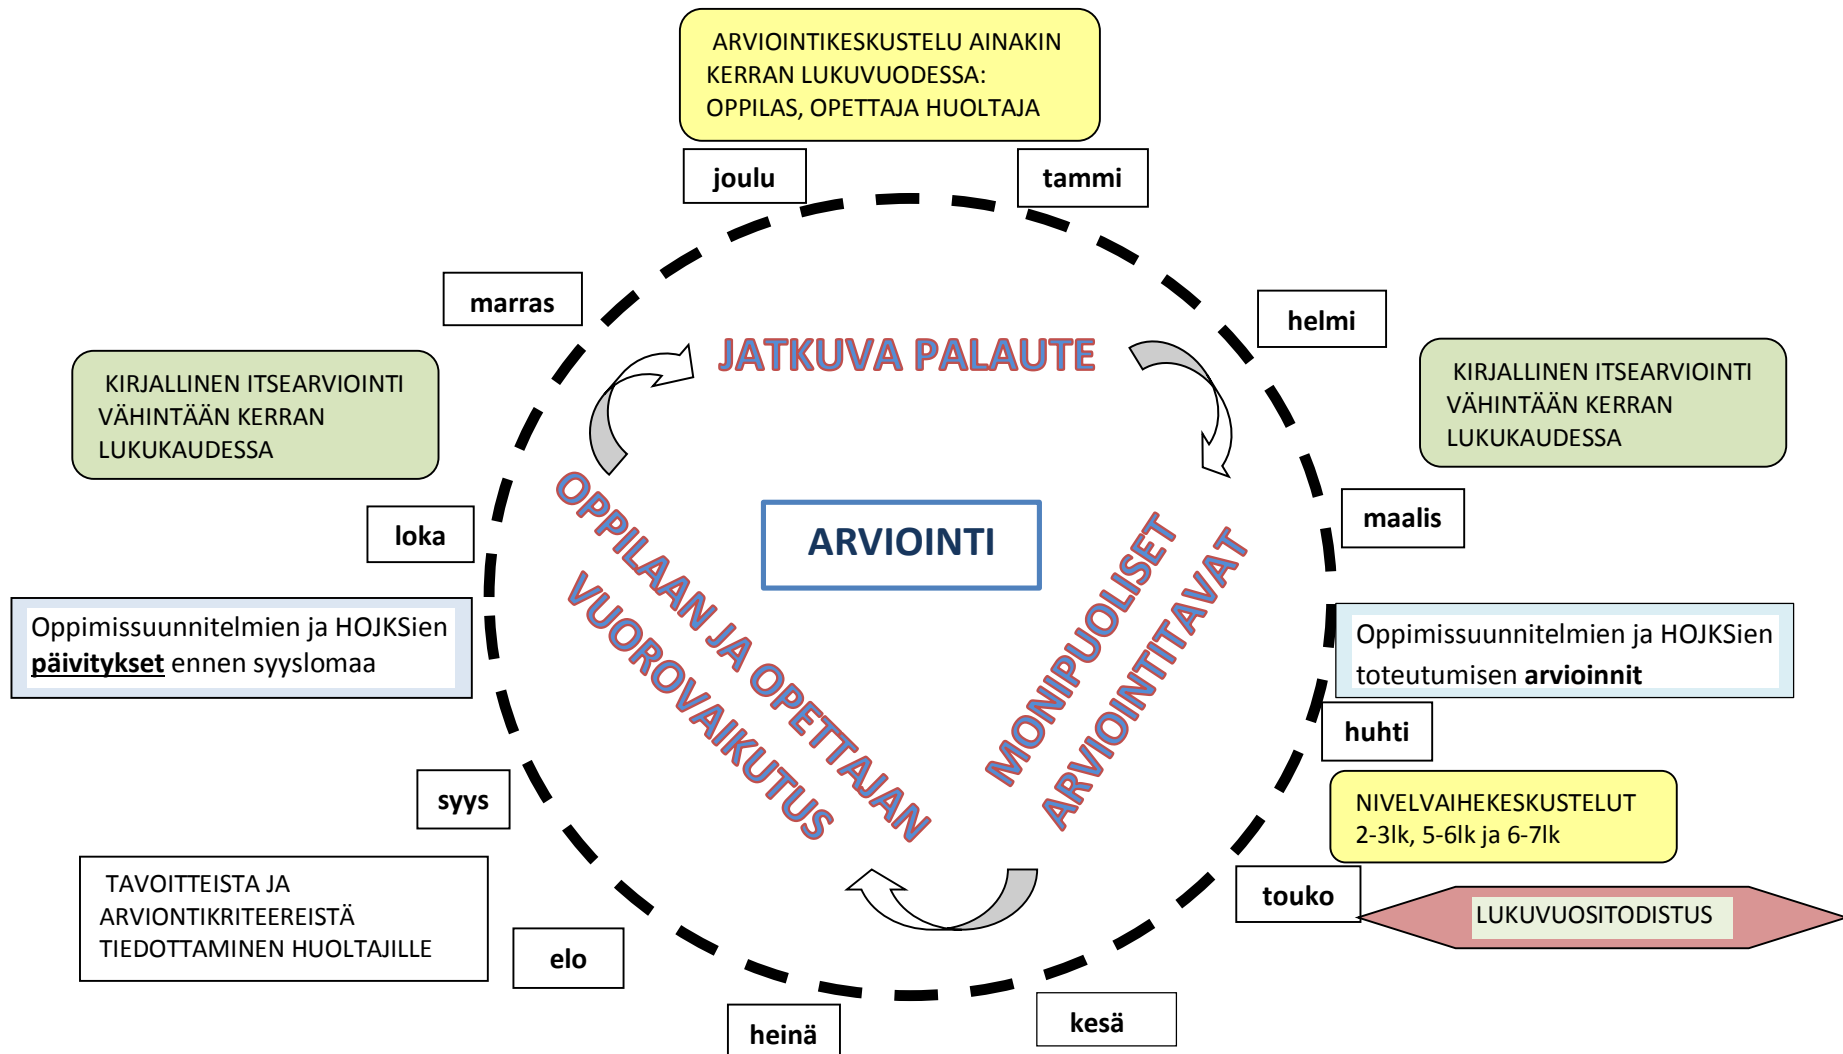 ARVIOINTIKESKUSTELU AINAKIN
KERRAN LUKUVUODESSA:
OPPILAS, OPETTAJA HUOLTAJA
joulu
tammi
marras
helmi
JATKUVA PALAUTE
KIRJALLINEN ITSEARVIOINTI
VÄHINTÄÄN KERRAN
LUKUKAUDESSA
KIRJALLINEN ITSEARVIOINTI
VÄHINTÄÄN KERRAN
LUKUKAUDESSA
loka
maalis
ARVIOINTI
OPPILAAN JA OPETTAJAN
VUOROVAIKUTUS
MONIPUOLISET
ARVIOINTITAVAT
Oppimissuunnitelmien ja HOJKSien
päivitykset ennen syyslomaa
Oppimissuunnitelmien ja HOJKSien
toteutumisen arvioinnit
huhti
syys
NIVELVAIHEKESKUSTELUT
2-3lk, 5-6lk ja 6-7lk
TAVOITTEISTA JA
ARVIONTIKRITEEREISTÄ
TIEDOTTAMINEN HUOLTAJILLE
touko
LUKUVUOSITODISTUS
elo
heinä
kesä